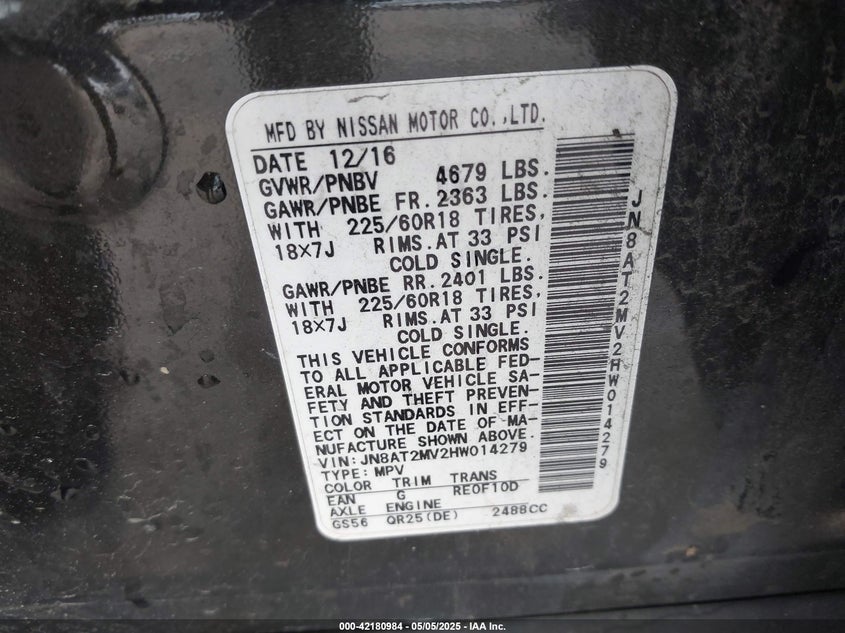 MFD BY NISSAN MOTOR CO.,LTD.
DATE 12/16
GVWR/PNBV 4679 LBS.
GAWR/PNBE FR. 2363 LBS.
WITH 225/60R18 TIRES,
18X7J RIMS.AT 33 PSI
COLD SINGLE.
GAWR/PNBE RR. 2401 LBS.
WITH 225/60R18 TIRES,
18X7J RIMS.AT 33 PSI
COLD SINGLE.
THIS VEHICLE CONFORMS
TO ALL APPLICABLE FED-
ERAL MOTOR VEHICLE SA-
FETY AND THEFT PREVEN-
TION STANDARDS IN EFF-
ECT ON THE DATE OF MA-
NUFACTURE SHOWN ABOVE.
VIN:JN8AT2MV2HW014279
TYPE:MPV
COLOR TRIM TRANS
EAN G RE0F10D
AXLE ENGINE
GS56 QR25(DE) 2488CC
JN8AT2MV2HW014279
000-42180984 - 05/05/2025 - IAA Inc.